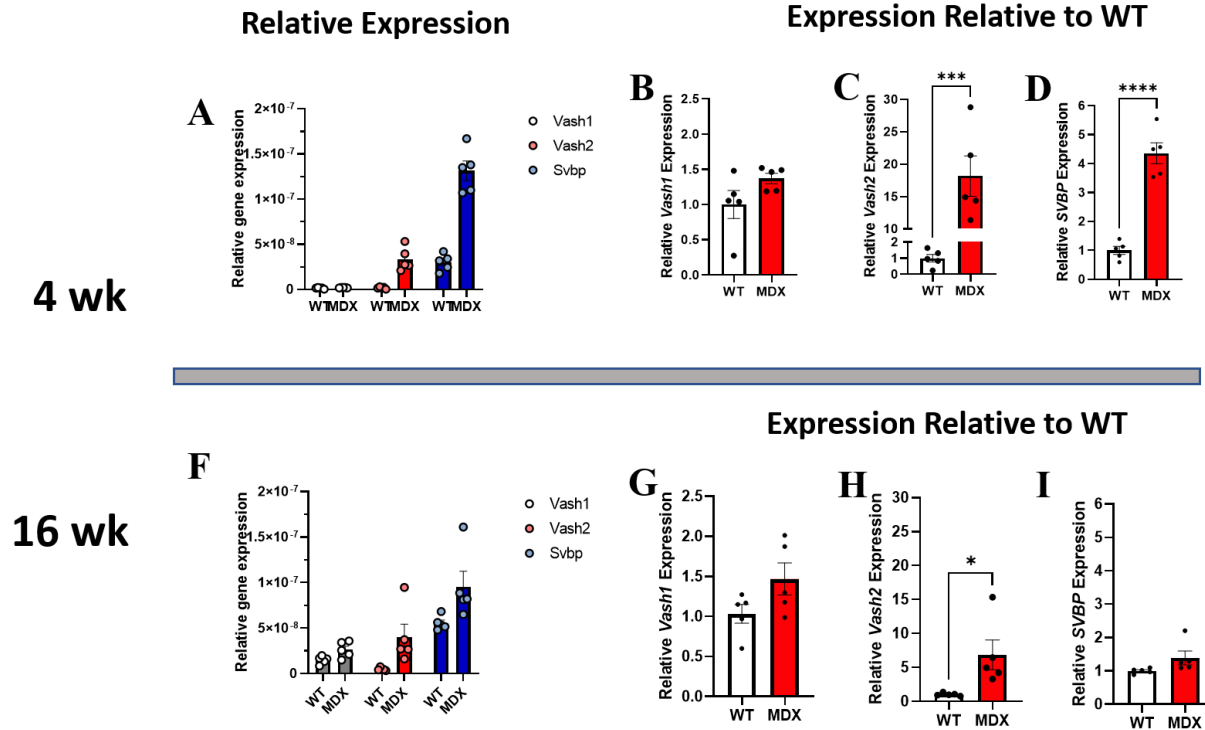 Relative Expression
Expression Relative to WT
4 wk
A
Relative gene expression
2×10⁻⁷
1.5×10⁻⁷
1×10⁻⁷
5×10⁻⁸
0
WT MDX WT MDX WT MDX
Vash1
Vash2
Svbp
B
Relative Vash1 Expression
2.5
2.0
1.5
1.0
0.5
0.0
WT MDX
C
***
Relative Vash2 Expression
30
25
20
15
10
2
1
0
WT MDX
D
****
Relative SVBP Expression
6
5
4
3
2
1
0
WT MDX
Expression Relative to WT
16 wk
F
Relative gene expression
2×10⁻⁷
1.5×10⁻⁷
1×10⁻⁷
5×10⁻⁸
0
WT MDX WT MDX WT MDX
Vash1
Vash2
Svbp
G
Relative Vash1 Expression
2.5
2.0
1.5
1.0
0.5
0.0
WT MDX
H
*
Relative Vash2 Expression
30
25
20
15
10
5
0
WT MDX
I
Relative SVBP Expression
6
5
4
3
2
1
0
WT MDX